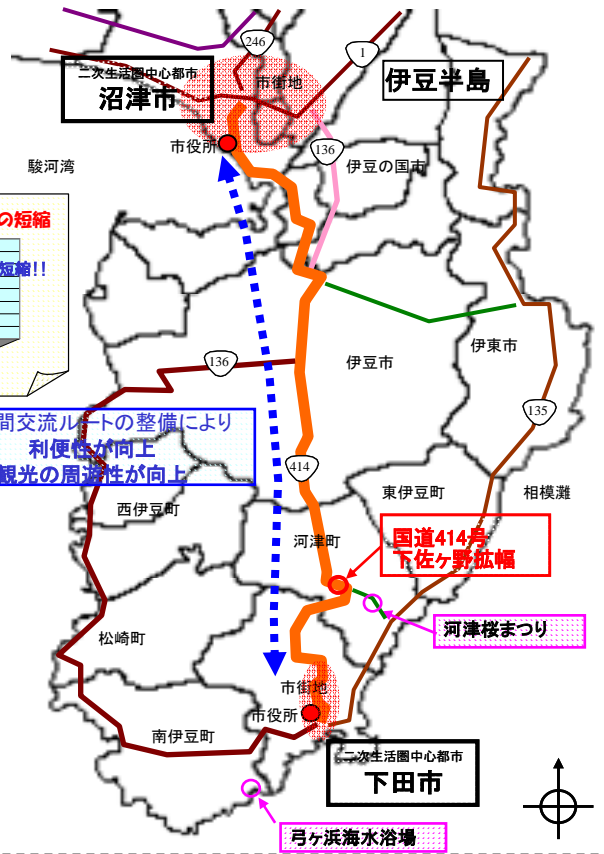 246
1
二次生活圏中心都市
沼津市
市街地
伊豆半島
市役所
136
伊豆の国市
駿河湾
の短縮
短縮!!
136
伊豆市
伊東市
135
間交流ルートの整備により
利便性が向上
観光の周遊性が向上
414
東伊豆町
相模灘
西伊豆町
河津町
国道414号
下佐ヶ野拡幅
河津桜まつり
松崎町
市街地
市役所
南伊豆町
二次生活圏中心都市
下田市
弓ヶ浜海水浴場